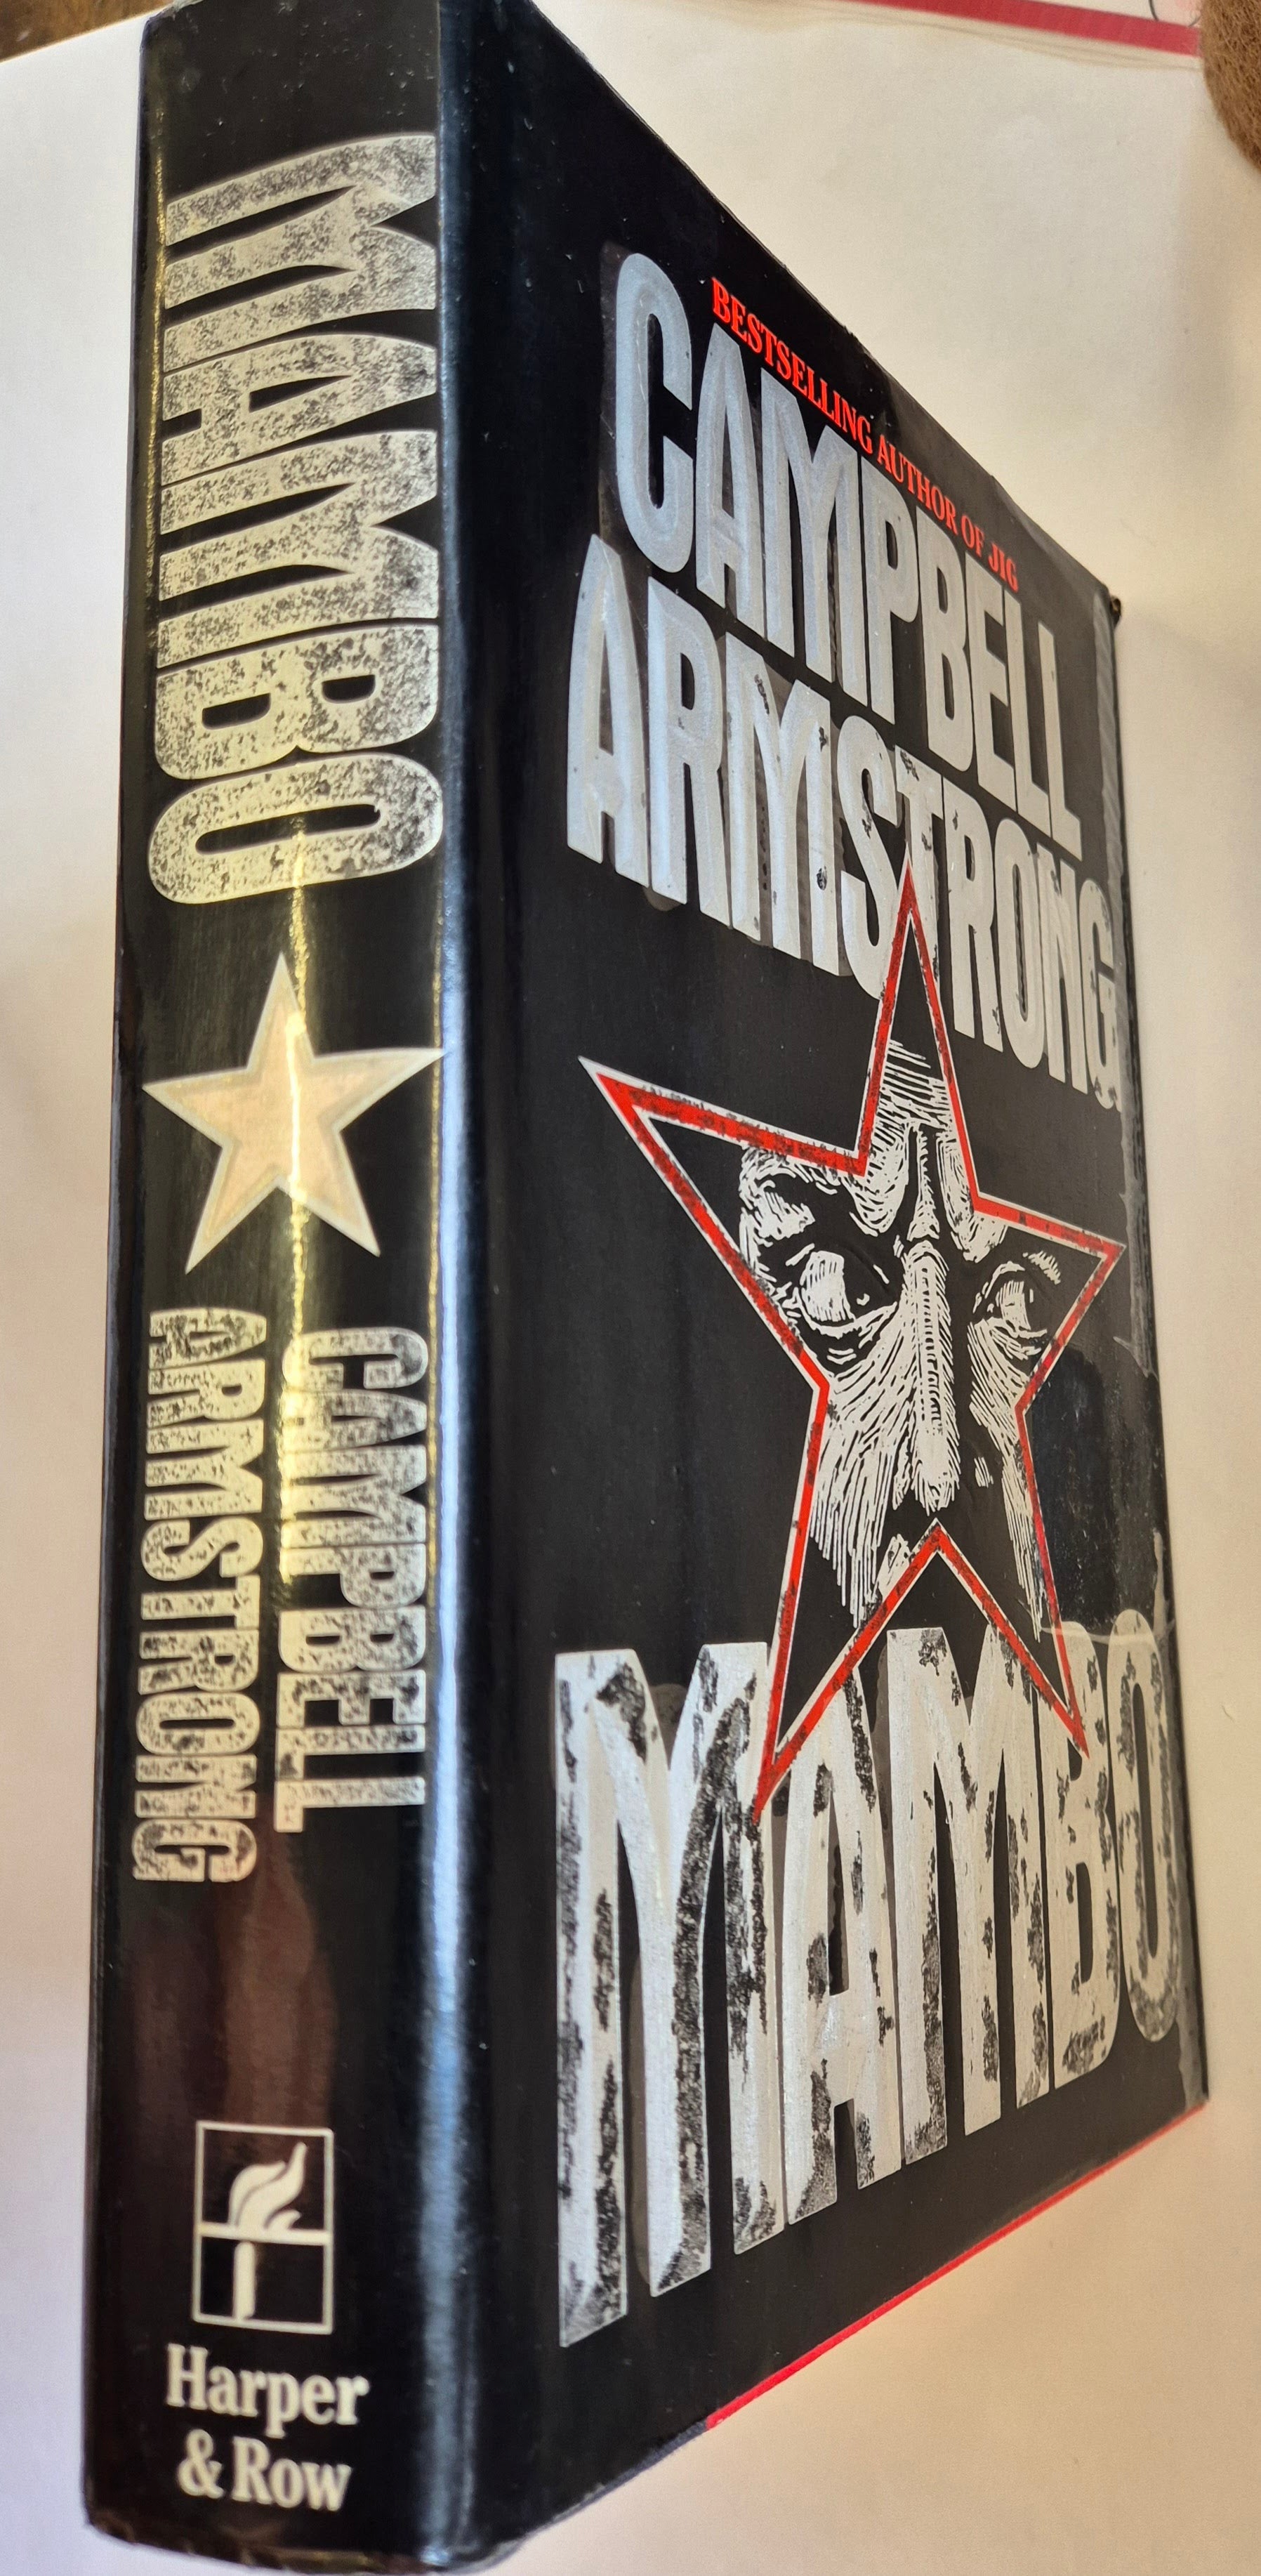 MAMBO
CAMPBELL
ARMSTRONG
Harper
& Row
BESTSELLING AUTHOR OF JIG
CAMPBELL
ARMSTRONG
MAMBO